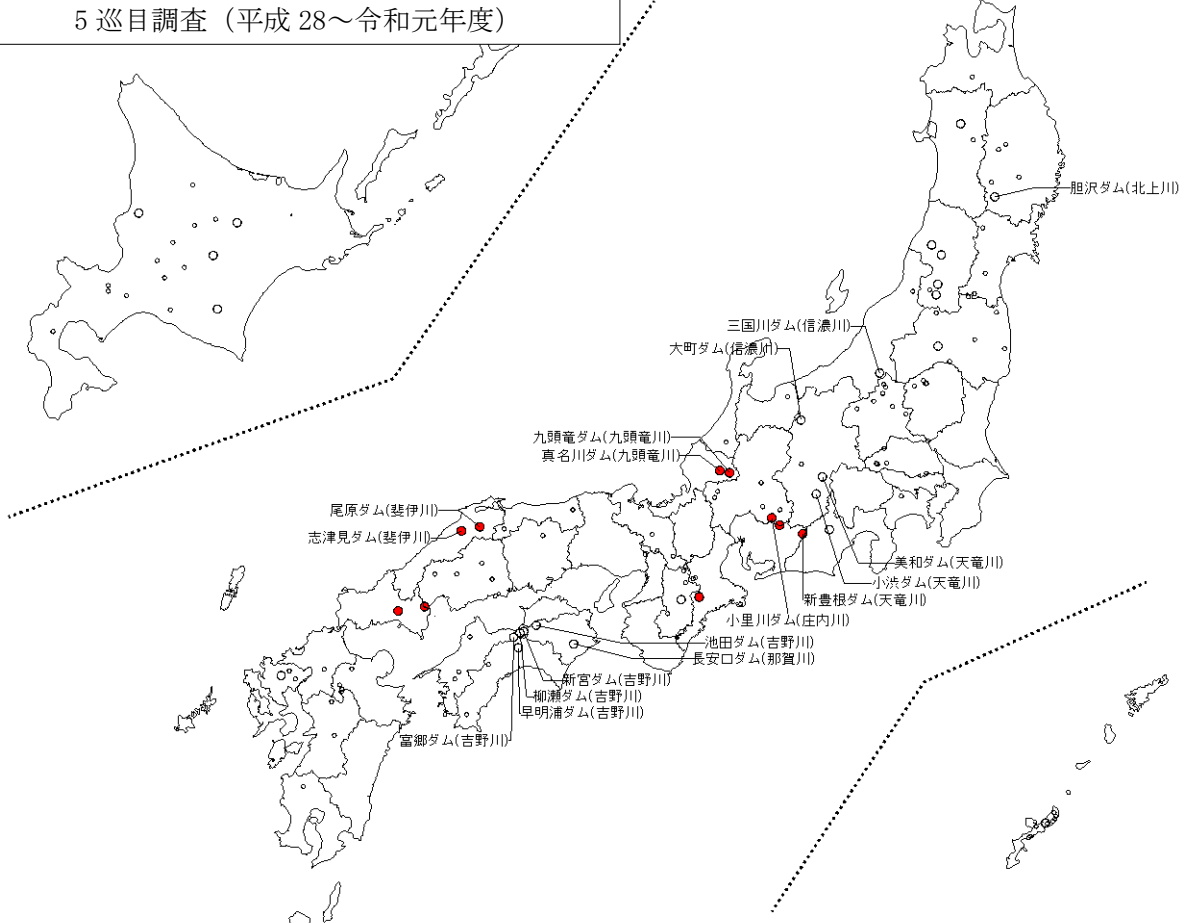 5 巡目調査（平成 28～令和元年度）
胆沢ダム(北上川)
三国川ダム(信濃川)
大町ダム(信濃川)
九頭竜ダム(九頭竜川)
真名川ダム(九頭竜川)
尾原ダム(斐伊川)
志津見ダム(斐伊川)
美和ダム(天竜川)
小渋ダム(天竜川)
新豊根ダム(天竜川)
小里川ダム(庄内川)
池田ダム(吉野川)
長安口ダム(那賀川)
新宮ダム(吉野川)
柳瀬ダム(吉野川)
早明浦ダム(吉野川)
富郷ダム(吉野川)